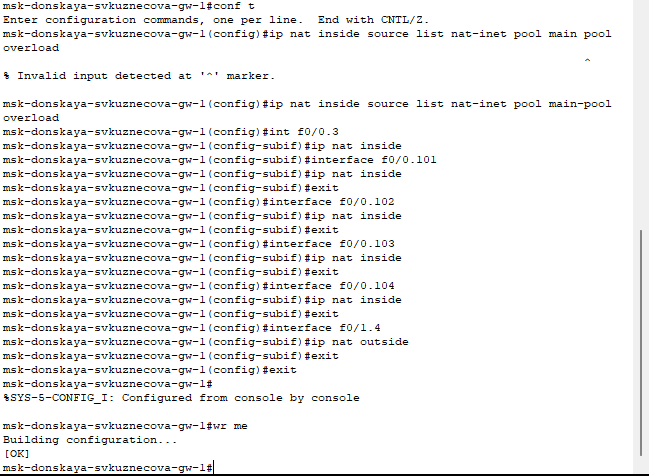 msk-donskaya-svkuznecova-gw-1#conf t
Enter configuration commands, one per line.  End with CNTL/Z.
msk-donskaya-svkuznecova-gw-1(config)#ip nat inside source list nat-inet pool main pool
overload
^
% Invalid input detected at '^' marker.
msk-donskaya-svkuznecova-gw-1(config)#ip nat inside source list nat-inet pool main-pool
overload
msk-donskaya-svkuznecova-gw-1(config)#int f0/0.3
msk-donskaya-svkuznecova-gw-1(config-subif)#ip nat inside
msk-donskaya-svkuznecova-gw-1(config-subif)#interface f0/0.101
msk-donskaya-svkuznecova-gw-1(config-subif)#ip nat inside
msk-donskaya-svkuznecova-gw-1(config-subif)#exit
msk-donskaya-svkuznecova-gw-1(config)#interface f0/0.102
msk-donskaya-svkuznecova-gw-1(config-subif)#ip nat inside
msk-donskaya-svkuznecova-gw-1(config-subif)#exit
msk-donskaya-svkuznecova-gw-1(config)#interface f0/0.103
msk-donskaya-svkuznecova-gw-1(config-subif)#ip nat inside
msk-donskaya-svkuznecova-gw-1(config-subif)#exit
msk-donskaya-svkuznecova-gw-1(config)#interface f0/0.104
msk-donskaya-svkuznecova-gw-1(config-subif)#ip nat inside
msk-donskaya-svkuznecova-gw-1(config-subif)#exit
msk-donskaya-svkuznecova-gw-1(config)#interface f0/1.4
msk-donskaya-svkuznecova-gw-1(config-subif)#ip nat outside
msk-donskaya-svkuznecova-gw-1(config-subif)#exit
msk-donskaya-svkuznecova-gw-1(config)#exit
msk-donskaya-svkuznecova-gw-1#
%SYS-5-CONFIG_I: Configured from console by console
msk-donskaya-svkuznecova-gw-1#wr me
Building configuration...
[OK]
msk-donskaya-svkuznecova-gw-1#